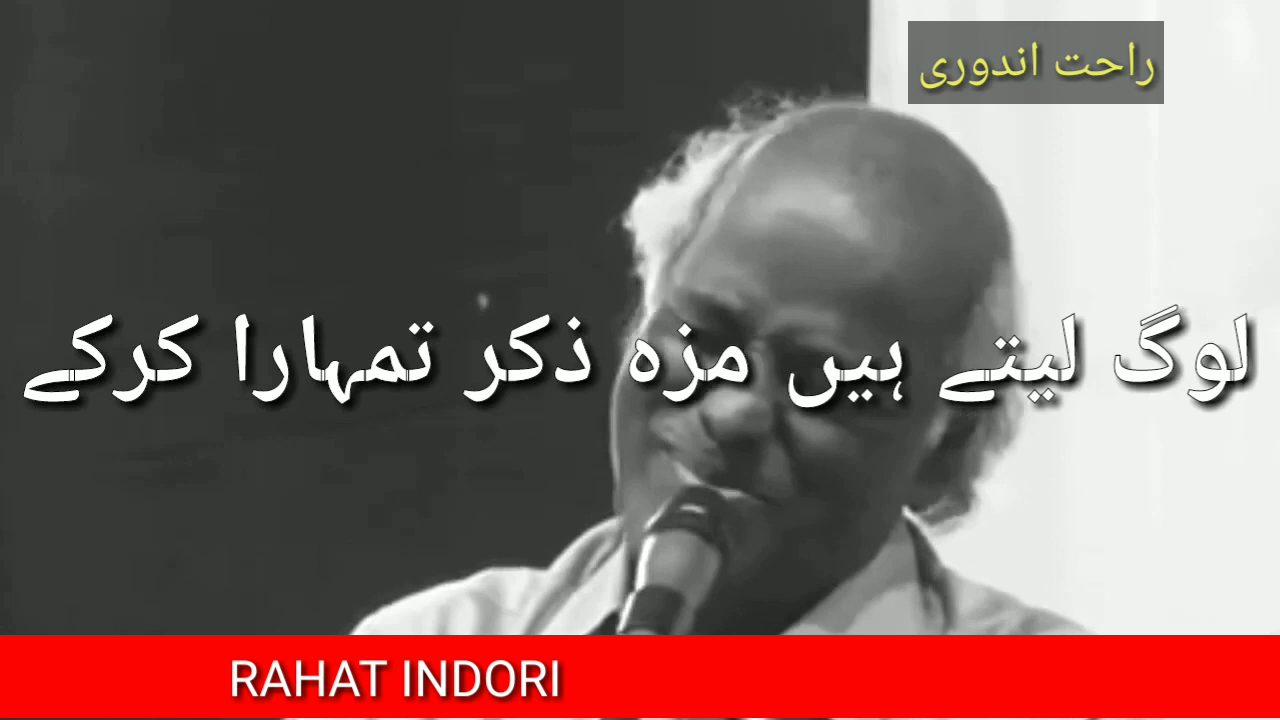 راحت اندوری
لوگ لیتے ہیں مزہ ذکر تمہارا کرکے
RAHAT INDORI